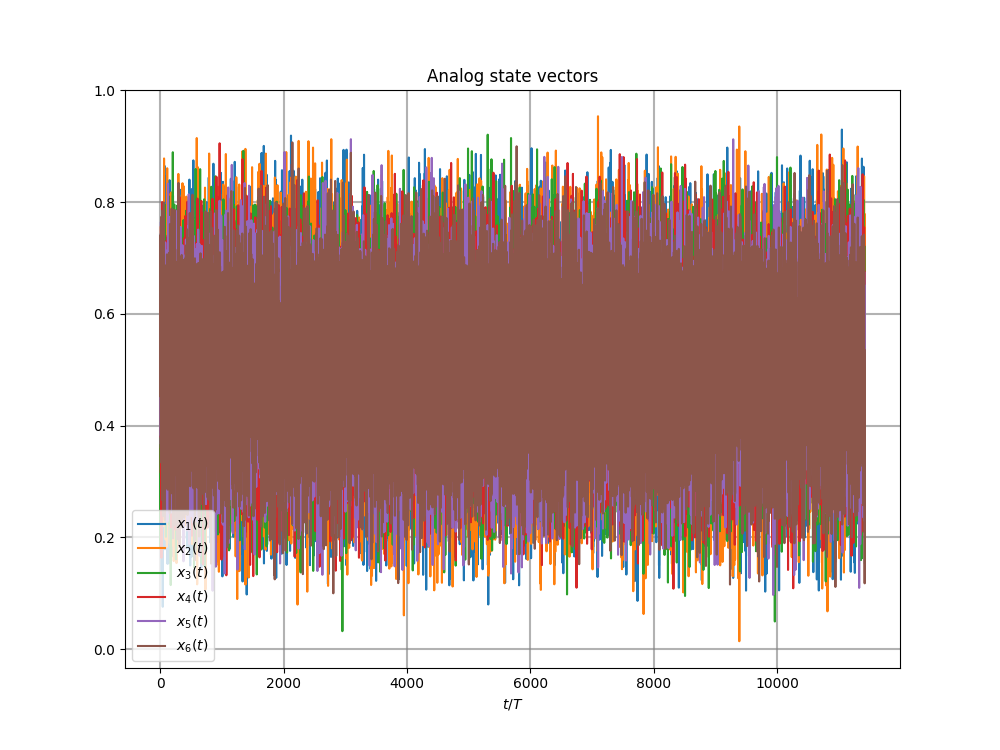 Analog state vectors
1.0
0.8
0.6
0.4
0.2
0.0
x₁(t)
x₂(t)
x₃(t)
x₄(t)
x₅(t)
x₆(t)
0 2000 4000 6000 8000 10000
t/T